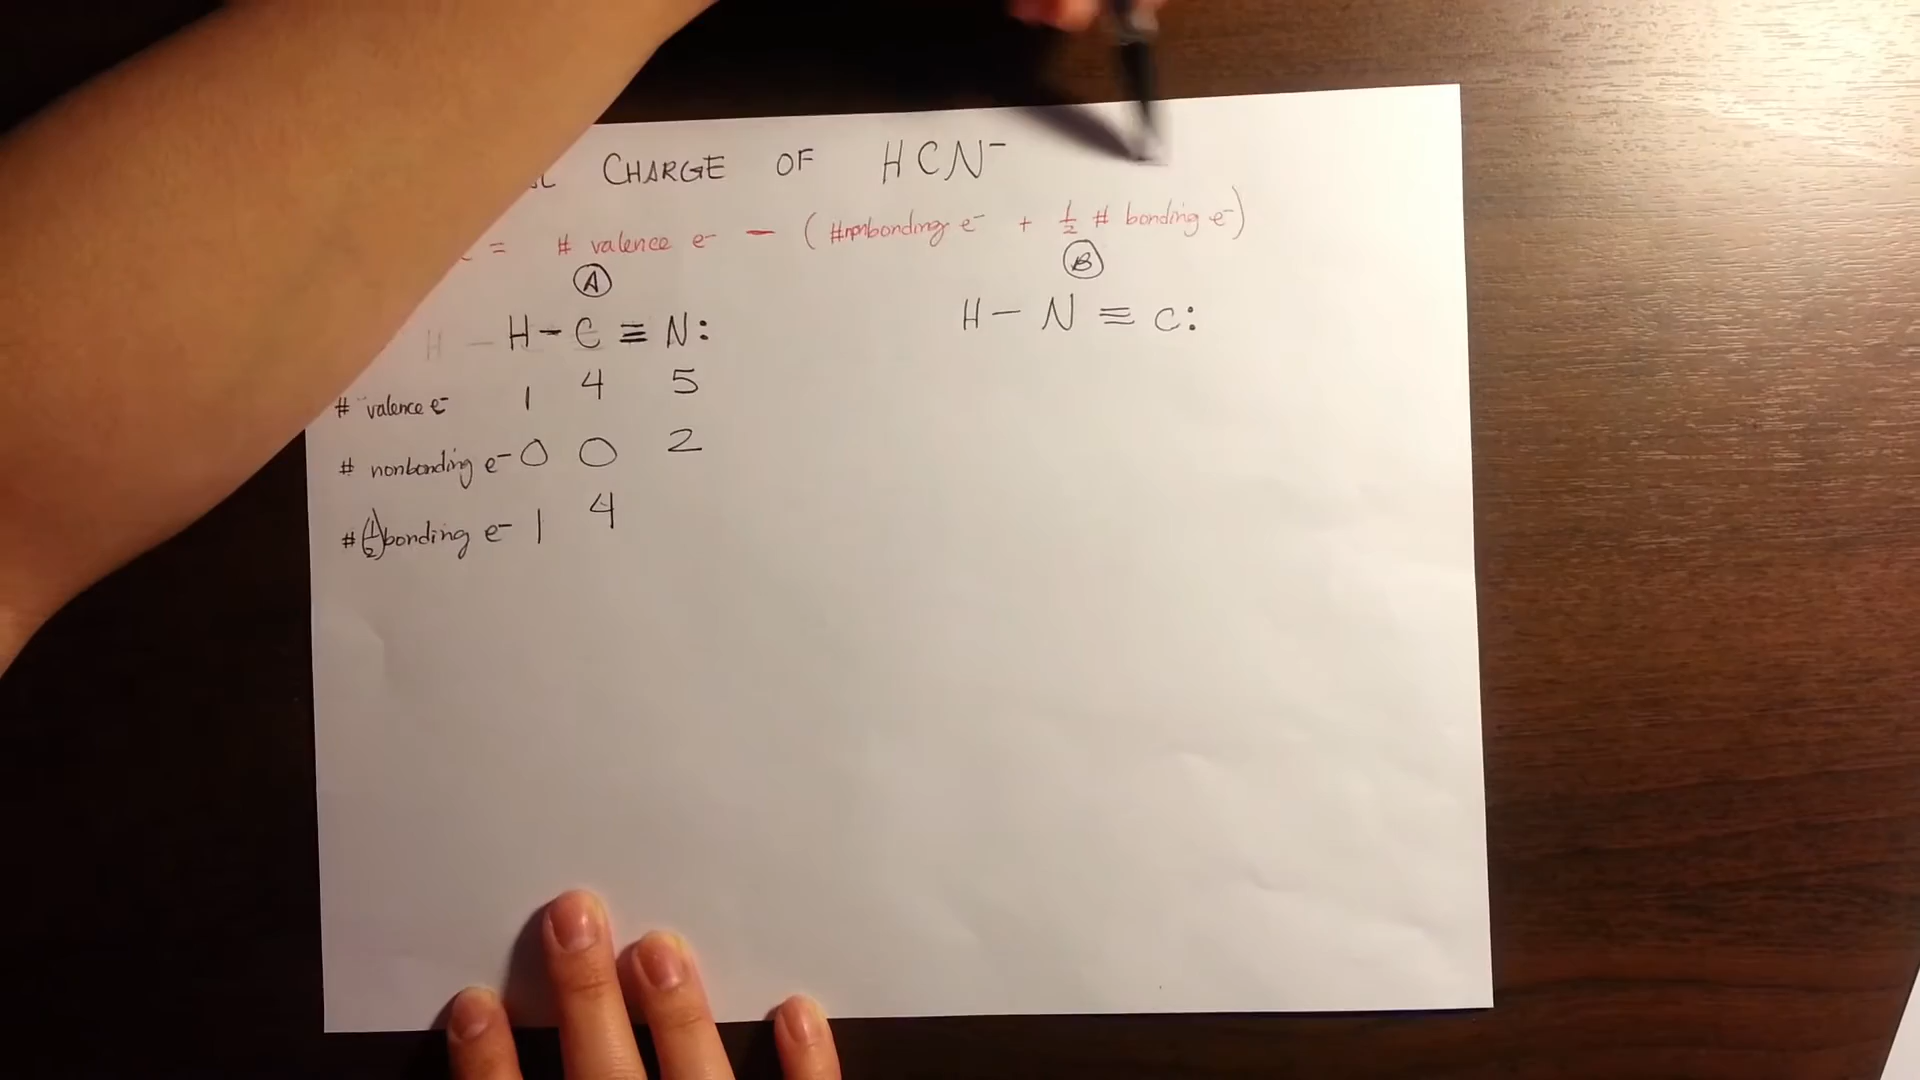 CHARGE OF HCN⁻
= # valence e⁻ − (#nonbonding e⁻ + 1/2 # bonding e⁻)
A
B
H − H − C ≡ N:
H − N ≡ C:
# valence e⁻ 1 4 5
# nonbonding e⁻ 0 0 2
# (1/2) bonding e⁻ 1 4